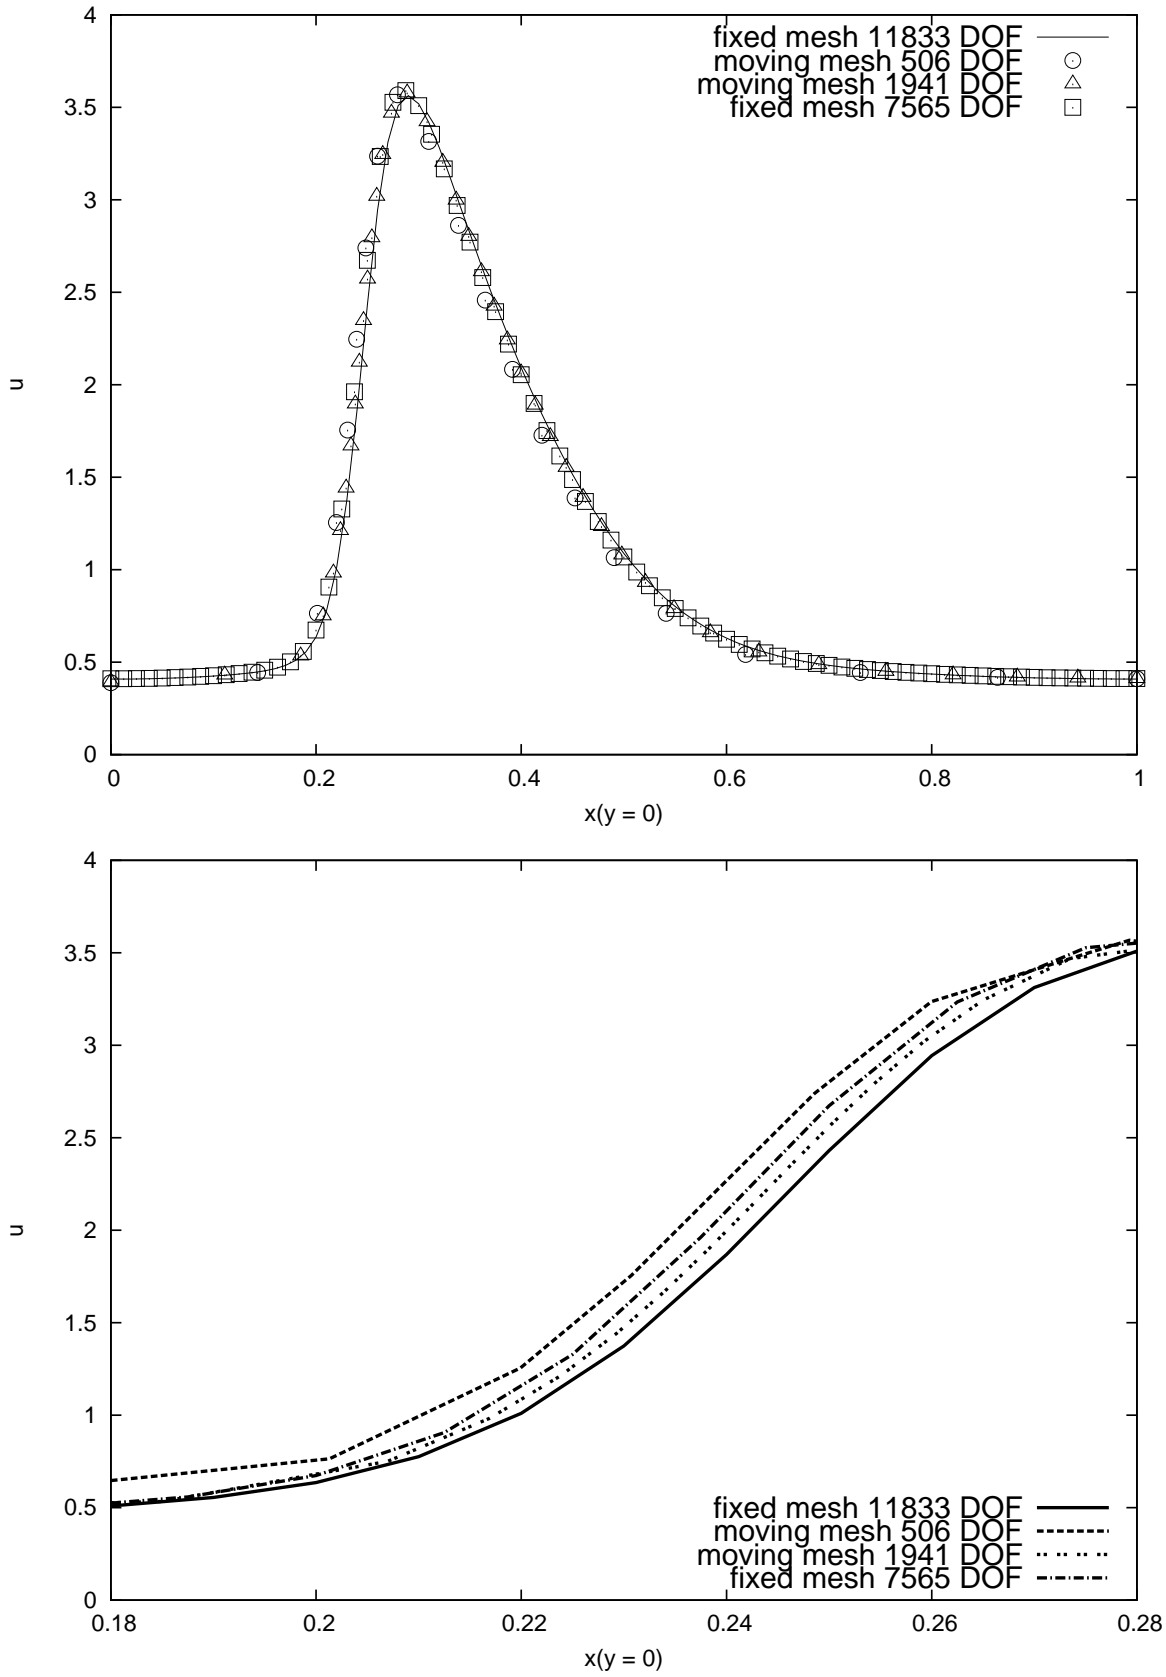 4
3.5
3
2.5
2
1.5
1
0.5
0
u
fixed mesh 11833 DOF
moving mesh 506 DOF
moving mesh 1941 DOF
fixed mesh 7565 DOF
0 0.2 0.4 0.6 0.8 1
x(y = 0)
4
3.5
3
2.5
2
1.5
1
0.5
0
u
fixed mesh 11833 DOF
moving mesh 506 DOF
moving mesh 1941 DOF
fixed mesh 7565 DOF
0.18 0.2 0.22 0.24 0.26 0.28
x(y = 0)